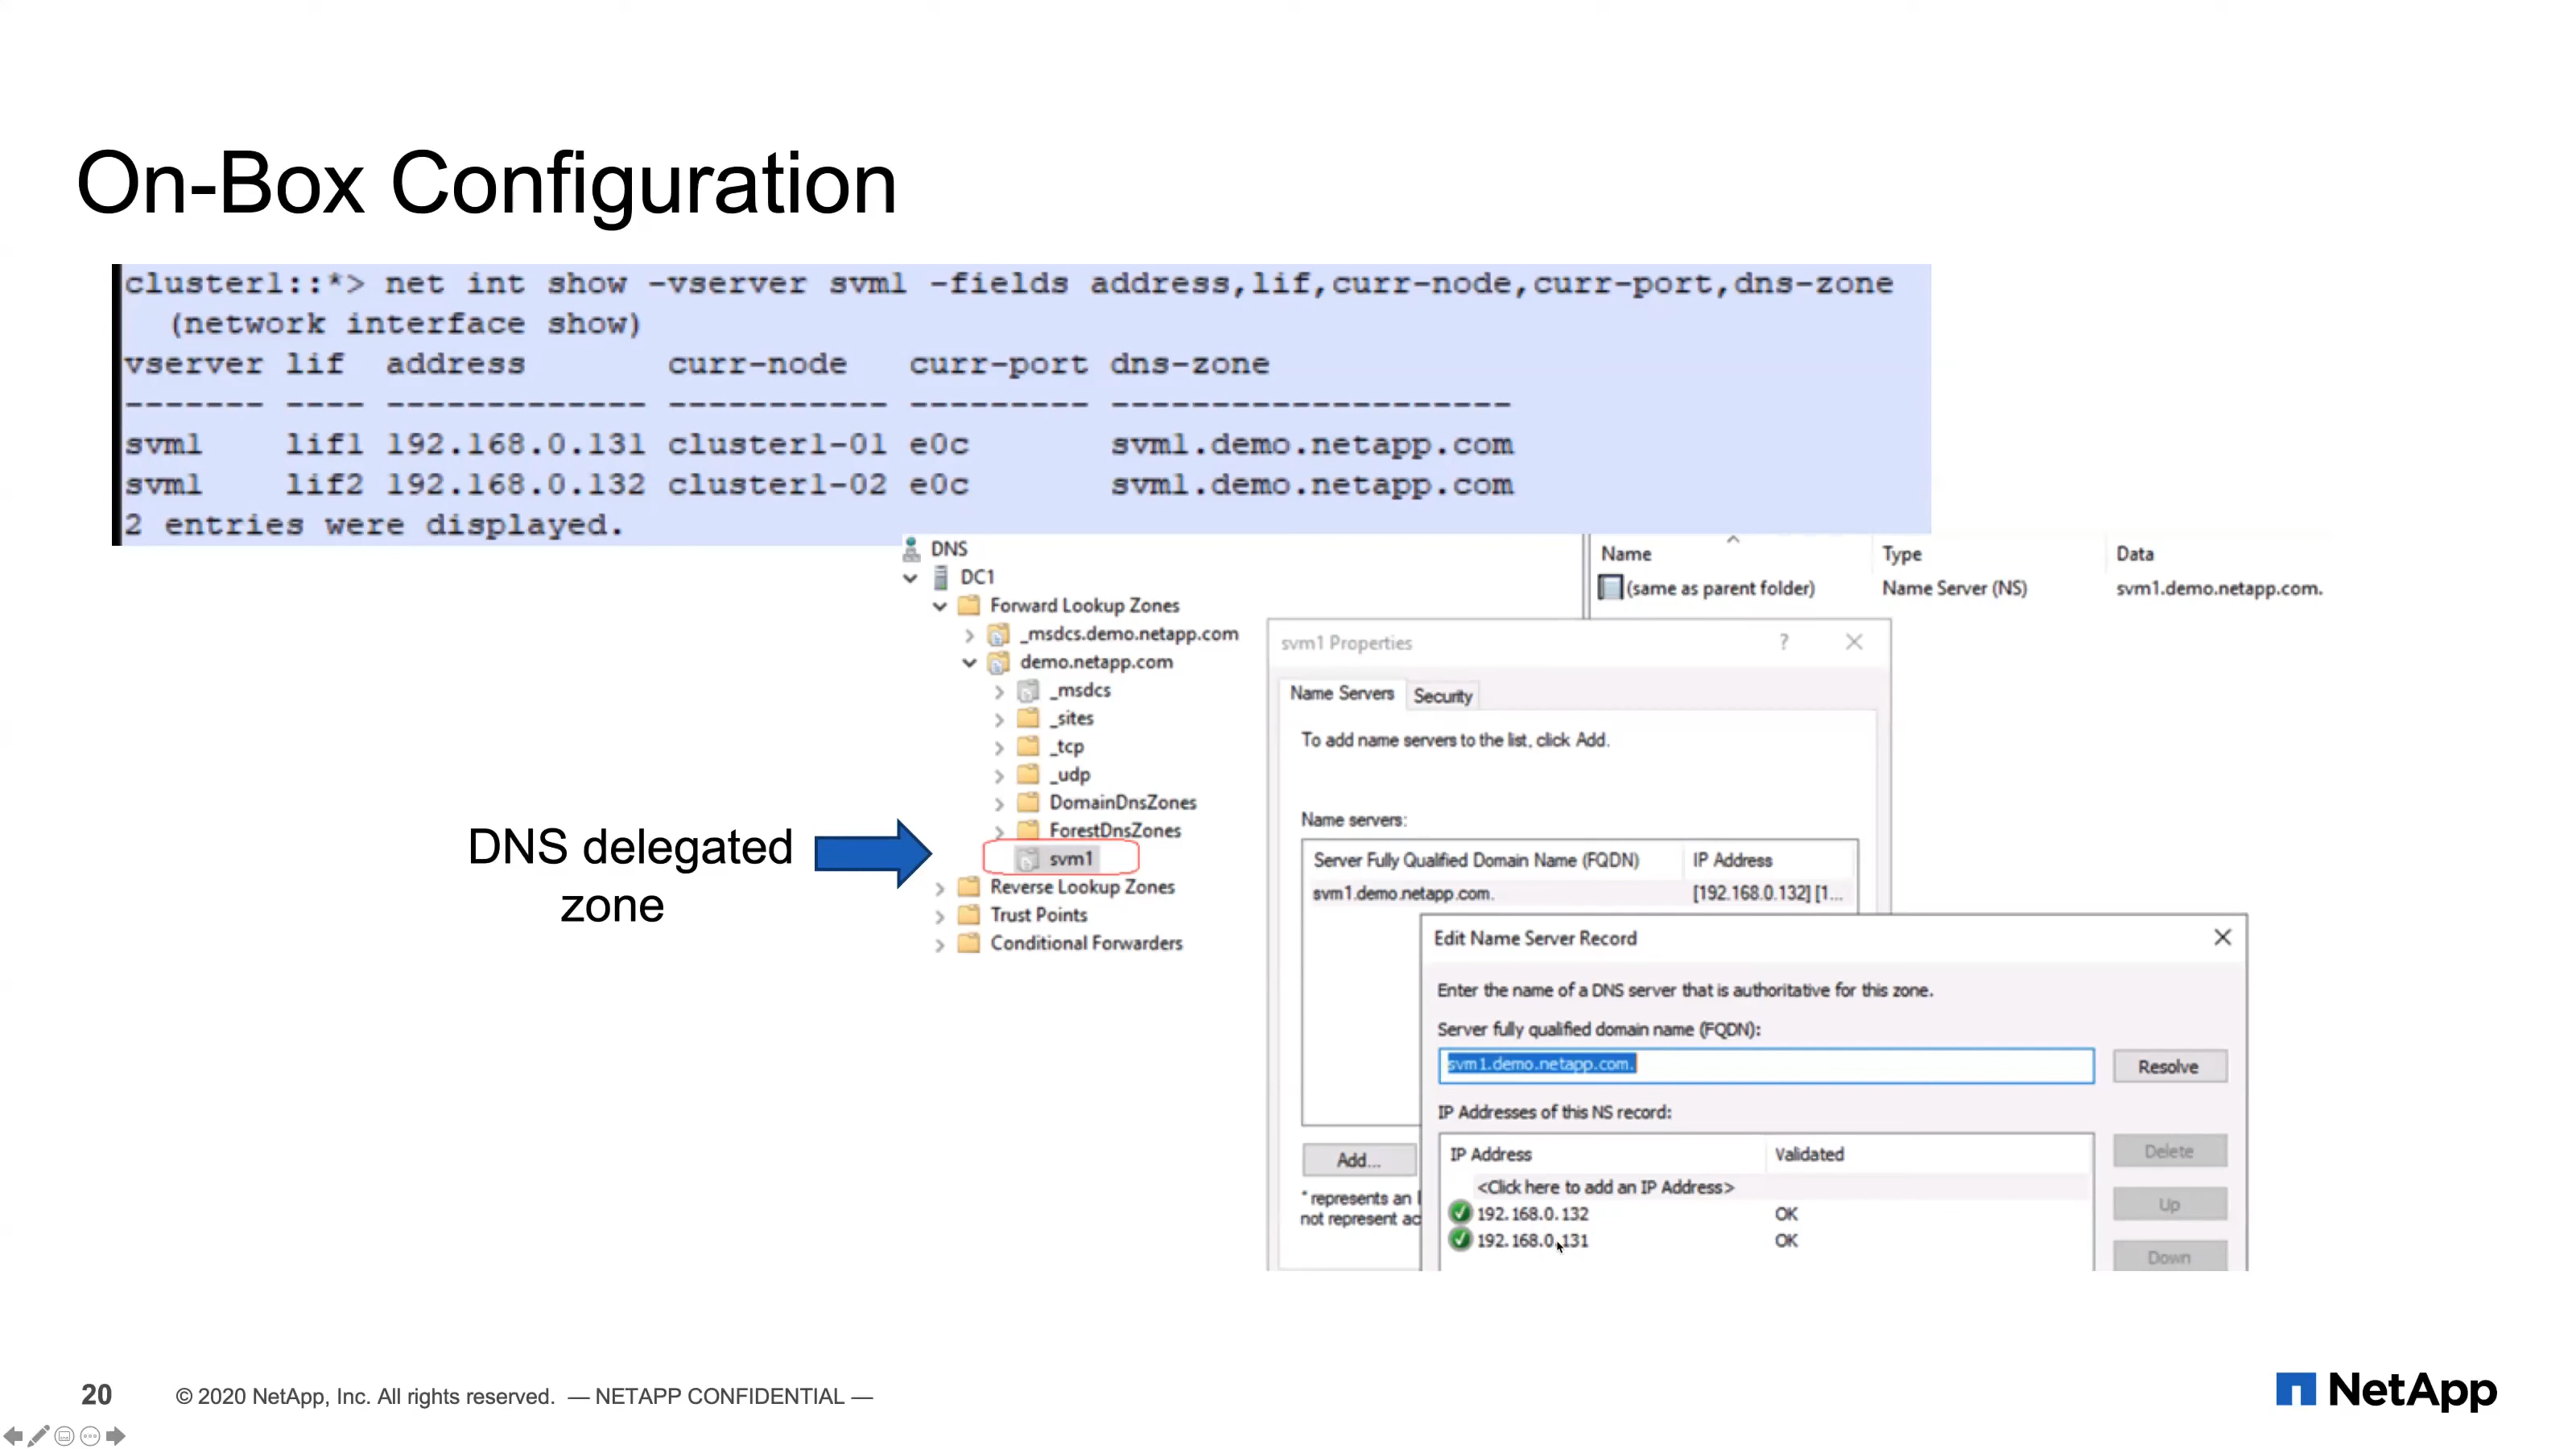 On-Box Configuration
cluster1::*> net int show -vserver svm1 -fields address,lif,curr-node,curr-port,dns-zone
(network interface show)
vserver lif address curr-node curr-port dns-zone
------- ---- ------------- ----------- --------- --------------------
svm1 lif1 192.168.0.131 cluster1-01 e0c svm1.demo.netapp.com
svm1 lif2 192.168.0.132 cluster1-02 e0c svm1.demo.netapp.com
2 entries were displayed.
DNS
DC1
Forward Lookup Zones
_msdcs.demo.netapp.com
demo.netapp.com
_msdcs
_sites
_tcp
_udp
DomainDnsZones
ForestDnsZones
svm1
Reverse Lookup Zones
Trust Points
Conditional Forwarders
DNS delegated
zone
Name Type Data
(same as parent folder) Name Server (NS) svm1.demo.netapp.com.
svm1 Properties ?
Name Servers Security
To add name servers to the list, click Add.
Name servers:
Server Fully Qualified Domain Name (FQDN) IP Address
svm1.demo.netapp.com. [192.168.0.132] [1...
Add...
* represents an
not represent
Edit Name Server Record
Enter the name of a DNS server that is authoritative for this zone.
Server fully qualified domain name (FQDN):
svm1.demo.netapp.com. Resolve
IP Addresses of this NS record:
IP Address Validated Delete
<Click here to add an IP Address>
192.168.0.132 OK Up
192.168.0.131 OK
Down
20 © 2020 NetApp, Inc. All rights reserved. — NETAPP CONFIDENTIAL —
NetApp